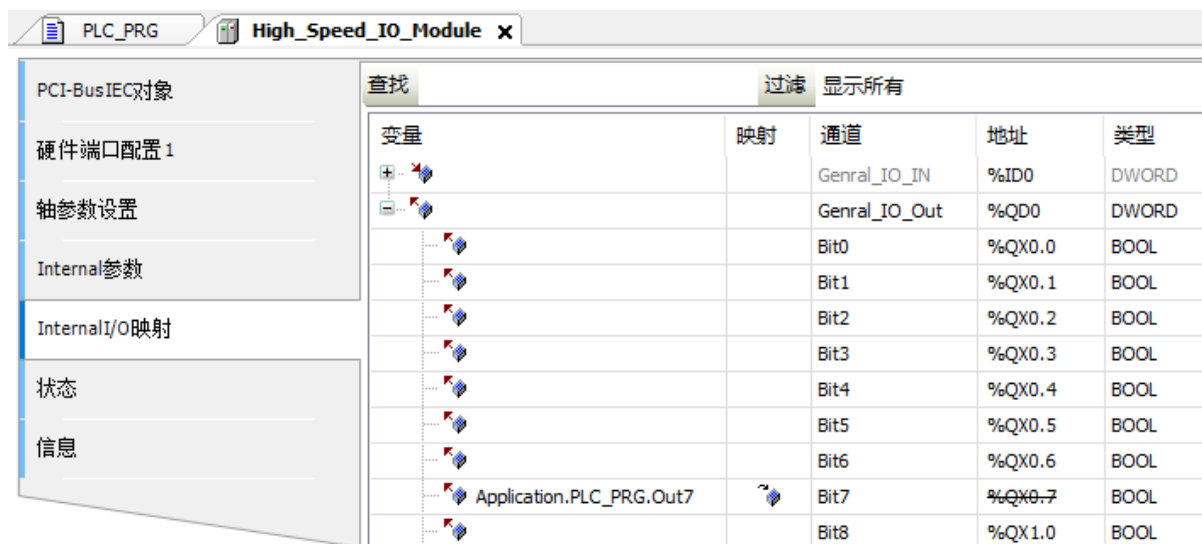 PLC_PRG High_Speed_IO_Module x
PCI-BusIEC对象
硬件端口配置1
轴参数设置
Internal参数
InternalI/O映射
状态
信息
查找 过滤 显示所有
变量 映射 通道 地址 类型
Genral_IO_IN %ID0 DWORD
Genral_IO_Out %QD0 DWORD
Bit0 %QX0.0 BOOL
Bit1 %QX0.1 BOOL
Bit2 %QX0.2 BOOL
Bit3 %QX0.3 BOOL
Bit4 %QX0.4 BOOL
Bit5 %QX0.5 BOOL
Bit6 %QX0.6 BOOL
Application.PLC_PRG.Out7 Bit7 %QX0.7 BOOL
Bit8 %QX1.0 BOOL